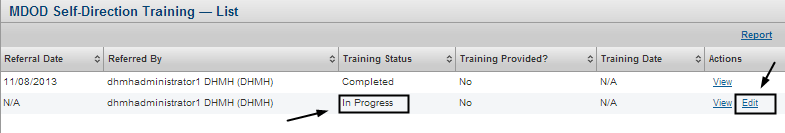 MDOD Self-Direction Training — List
Report
Referral Date Referred By Training Status Training Provided? Training Date Actions
11/08/2013 dhmhadministrator1 DHMH (DHMH) Completed No N/A View
N/A dhmhadministrator1 DHMH (DHMH) In Progress No N/A View Edit